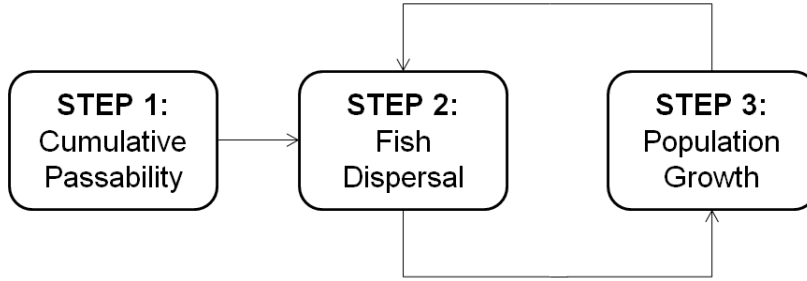 STEP 1:
Cumulative
Passability
STEP 2:
Fish
Dispersal
STEP 3:
Population
Growth